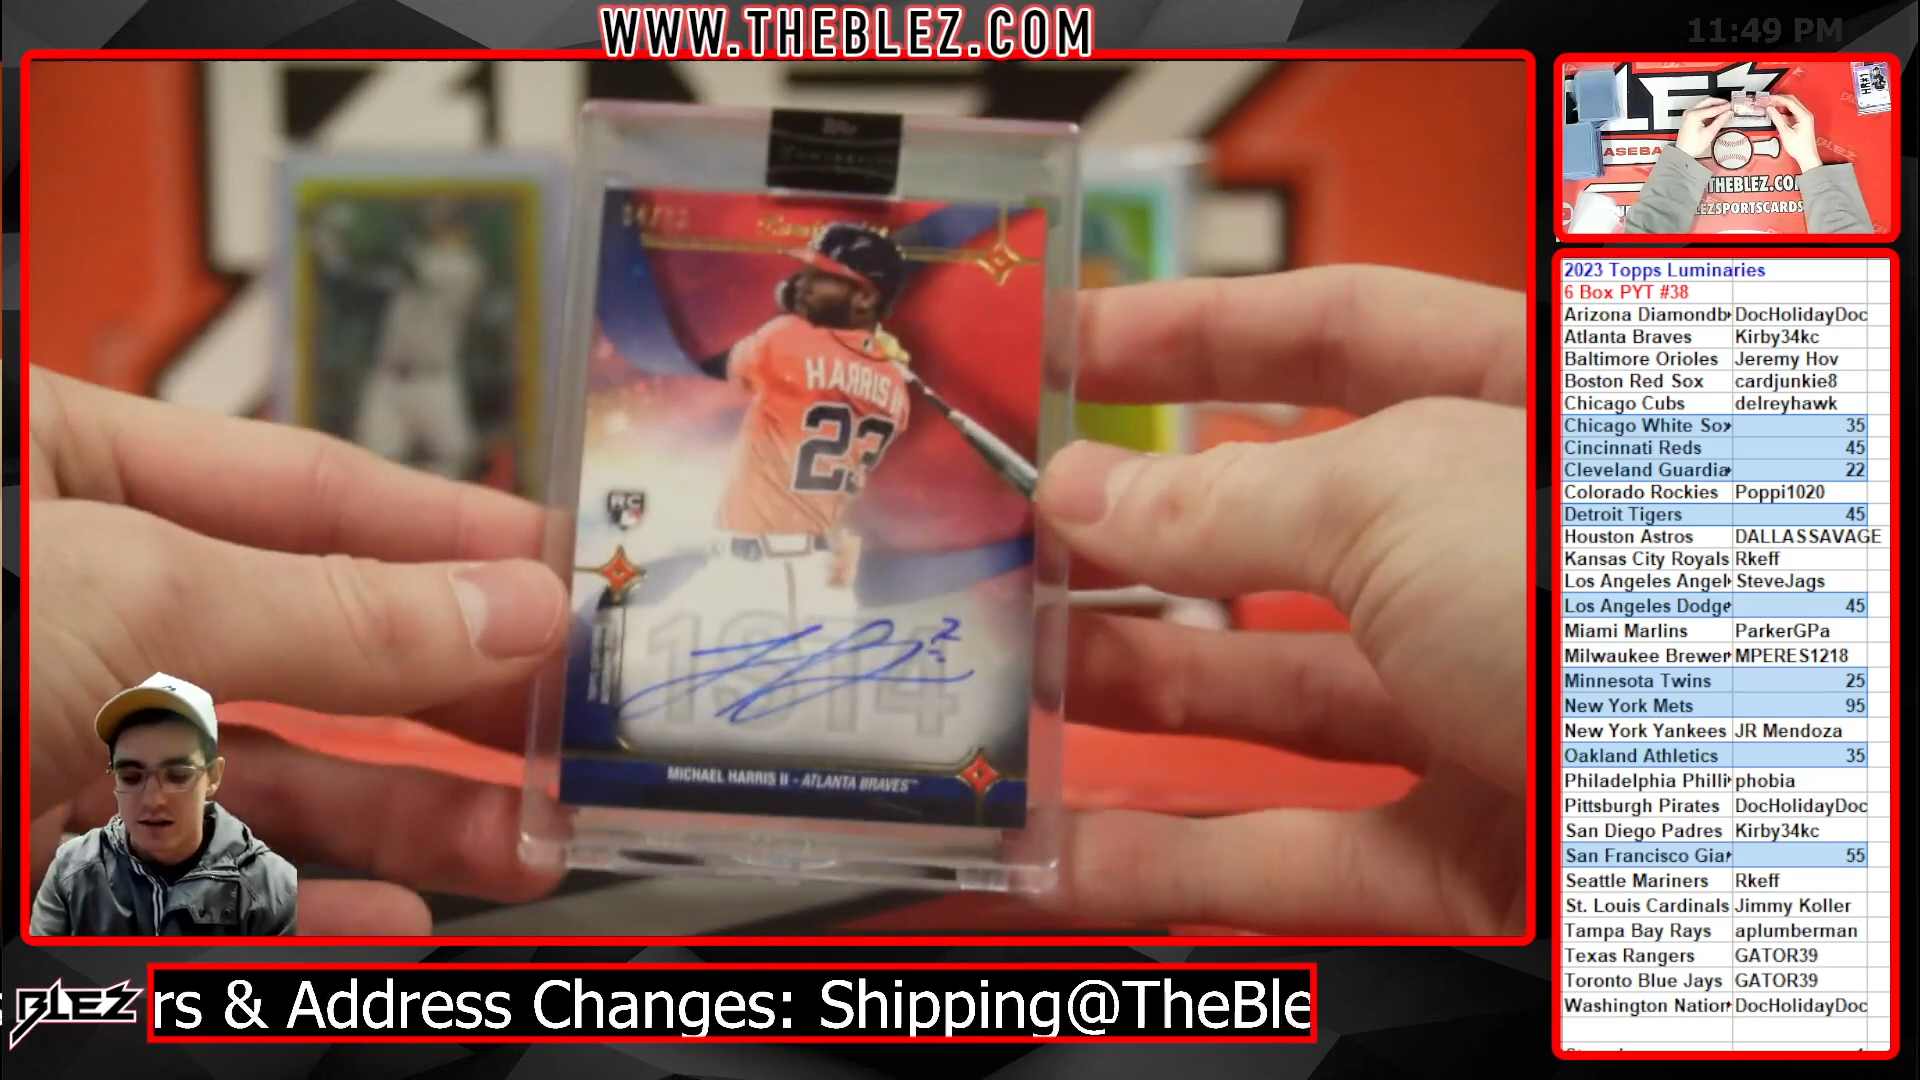 WWW.THEBLEZ.COM
11:49 PM
HARRIS II
23
RC
1974
2
MICHAEL HARRIS II - ATLANTA BRAVES™
ASEBA
THEBLEZ.CO
LEZSPORTSCARDS
2023 Topps Luminaries
6 Box PYT #38
Arizona Diamondb DocHolidayDoc
Atlanta Braves Kirby34kc
Baltimore Orioles Jeremy Hov
Boston Red Sox cardjunkie8
Chicago Cubs delreyhawk
Chicago White Sox 35
Cincinnati Reds 45
Cleveland Guardia 22
Colorado Rockies Poppi1020
Detroit Tigers 45
Houston Astros DALLASSAVAGE
Kansas City Royals Rkeff
Los Angeles Angel SteveJags
Los Angeles Dodge 45
Miami Marlins ParkerGPa
Milwaukee Brewer MPERES1218
Minnesota Twins 25
New York Mets 95
New York Yankees JR Mendoza
Oakland Athletics 35
Philadelphia Philli phobia
Pittsburgh Pirates DocHolidayDoc
San Diego Padres Kirby34kc
San Francisco Gia 55
Seattle Mariners Rkeff
St. Louis Cardinals Jimmy Koller
Tampa Bay Rays aplumberman
Texas Rangers GATOR39
Toronto Blue Jays GATOR39
Washington Nation DocHolidayDoc
BLEZ
rs & Address Changes: Shipping@TheBle